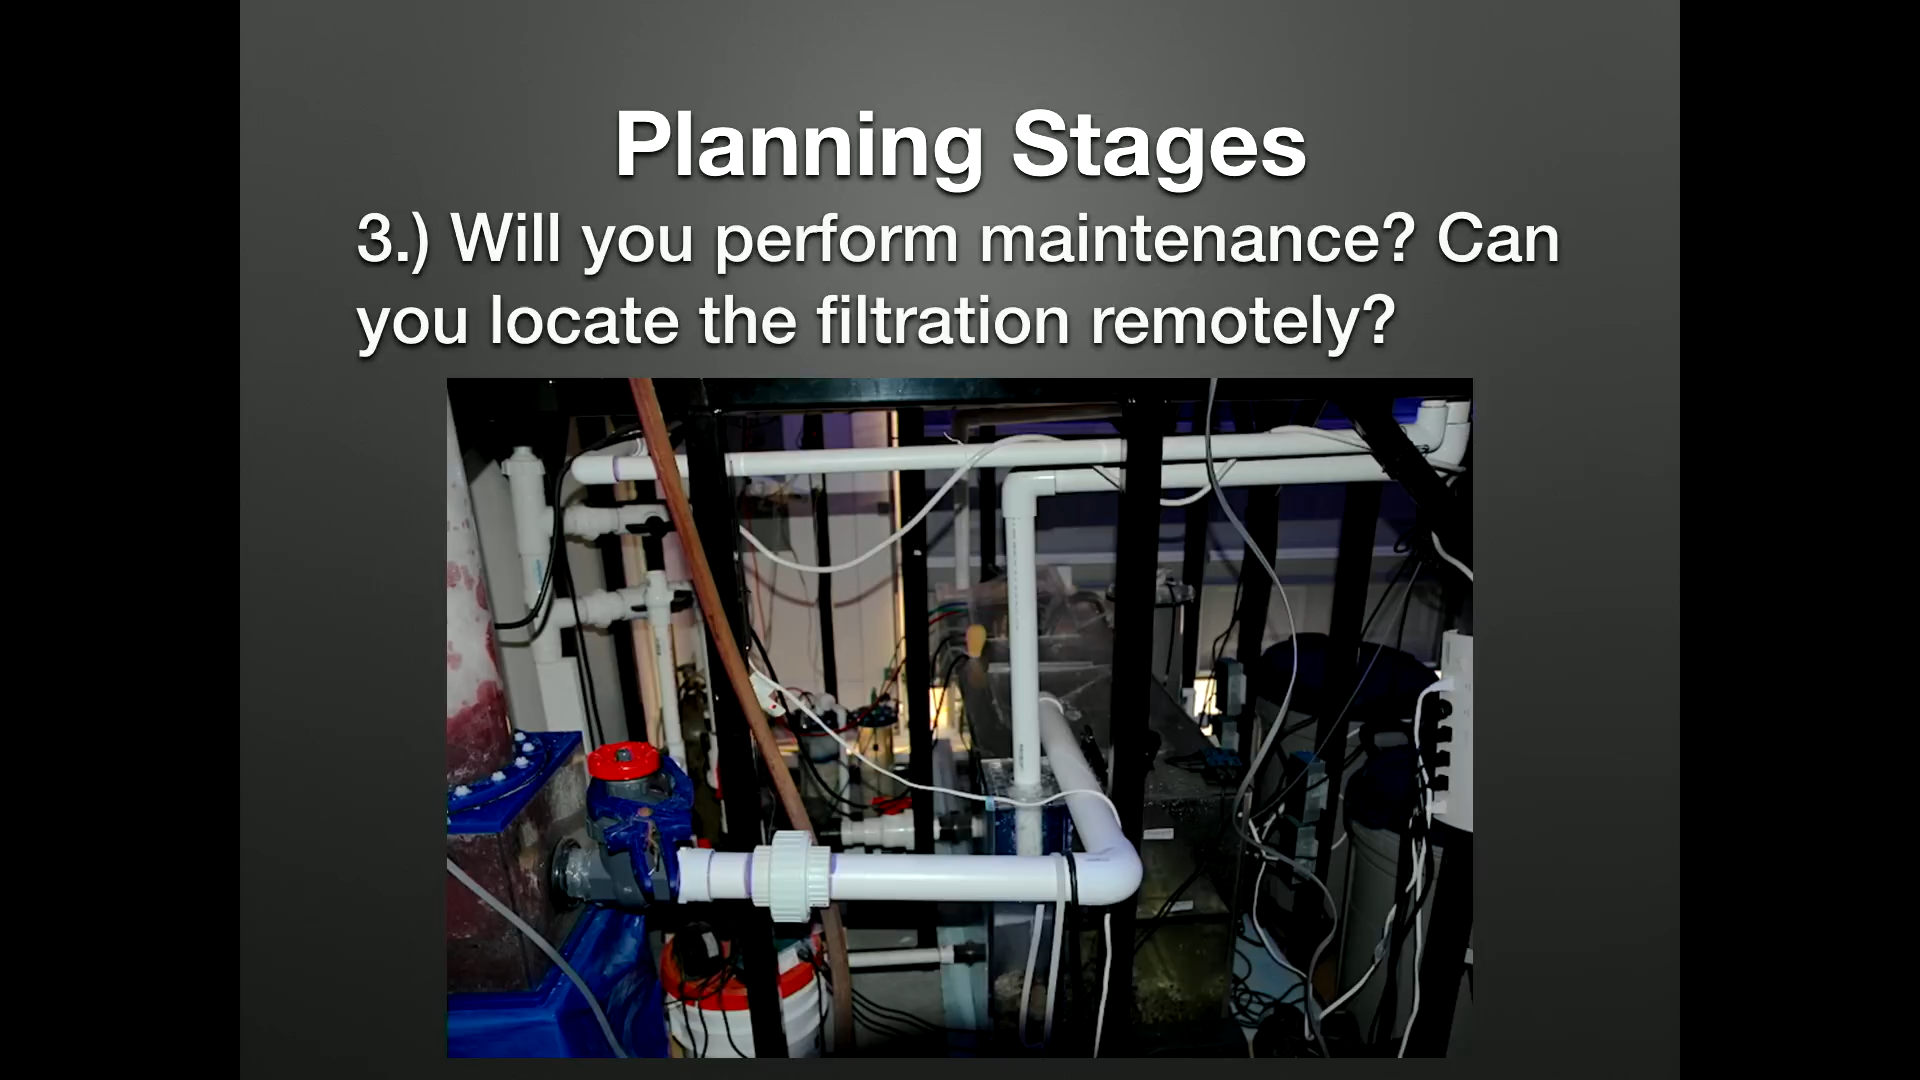 Planning Stages
3.) Will you perform maintenance? Can
you locate the filtration remotely?